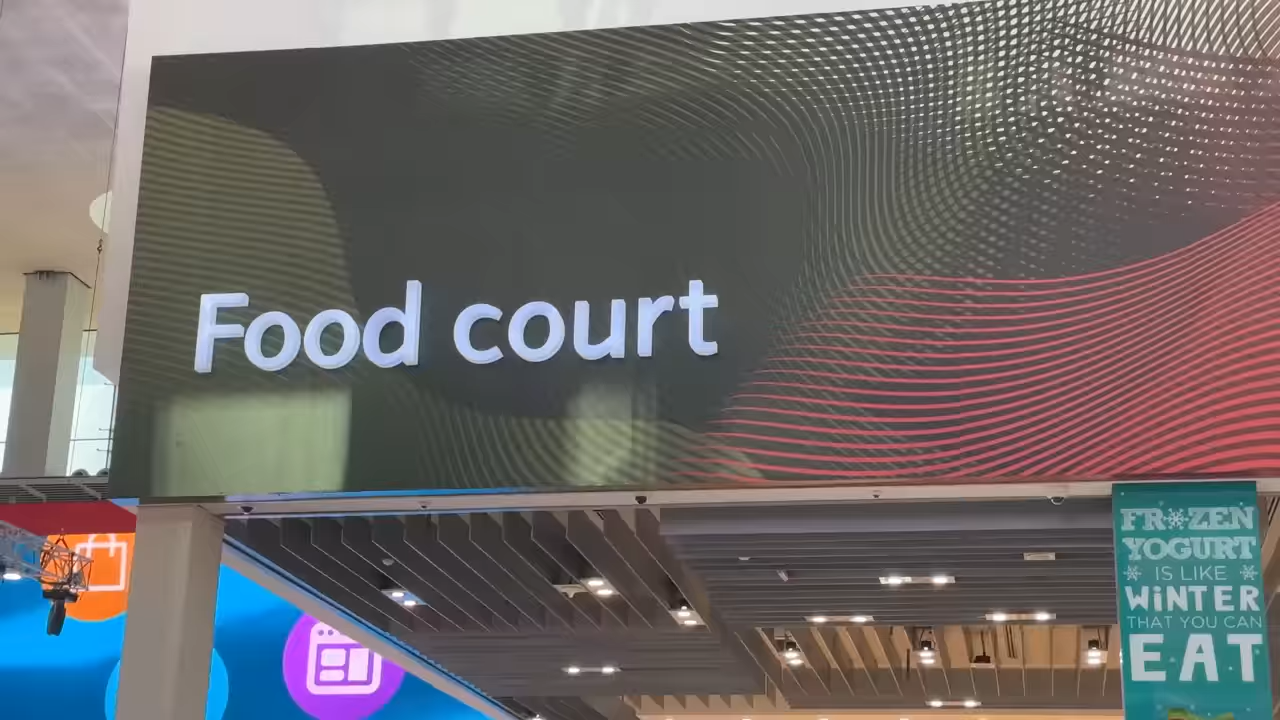 Food court
FROZEN
YOGURT
IS LIKE
WiNTER
THAT YOU CAN
EAT